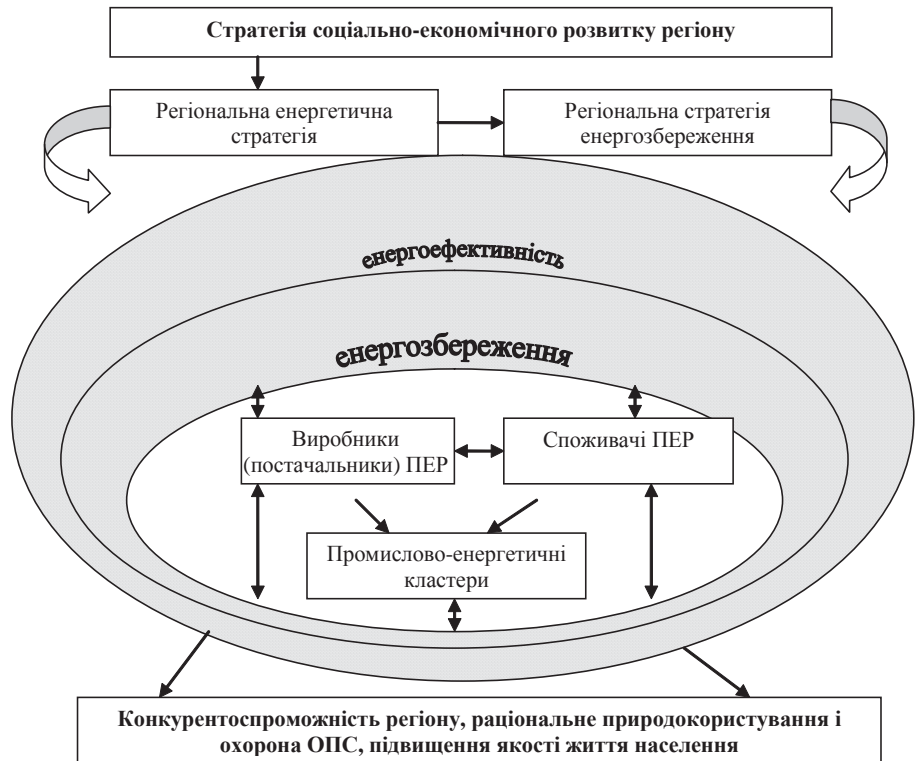 Стратегія соціально-економічного розвитку регіону
Регіональна енергетична
стратегія
Регіональна стратегія
енергозбереження
енергоефективність
енергозбереження
Виробники
(постачальники) ПЕР
Споживачі ПЕР
Промислово-енергетичні
кластери
Конкурентоспроможність регіону, раціональне природокористування і
охорона ОПС, підвищення якості життя населення